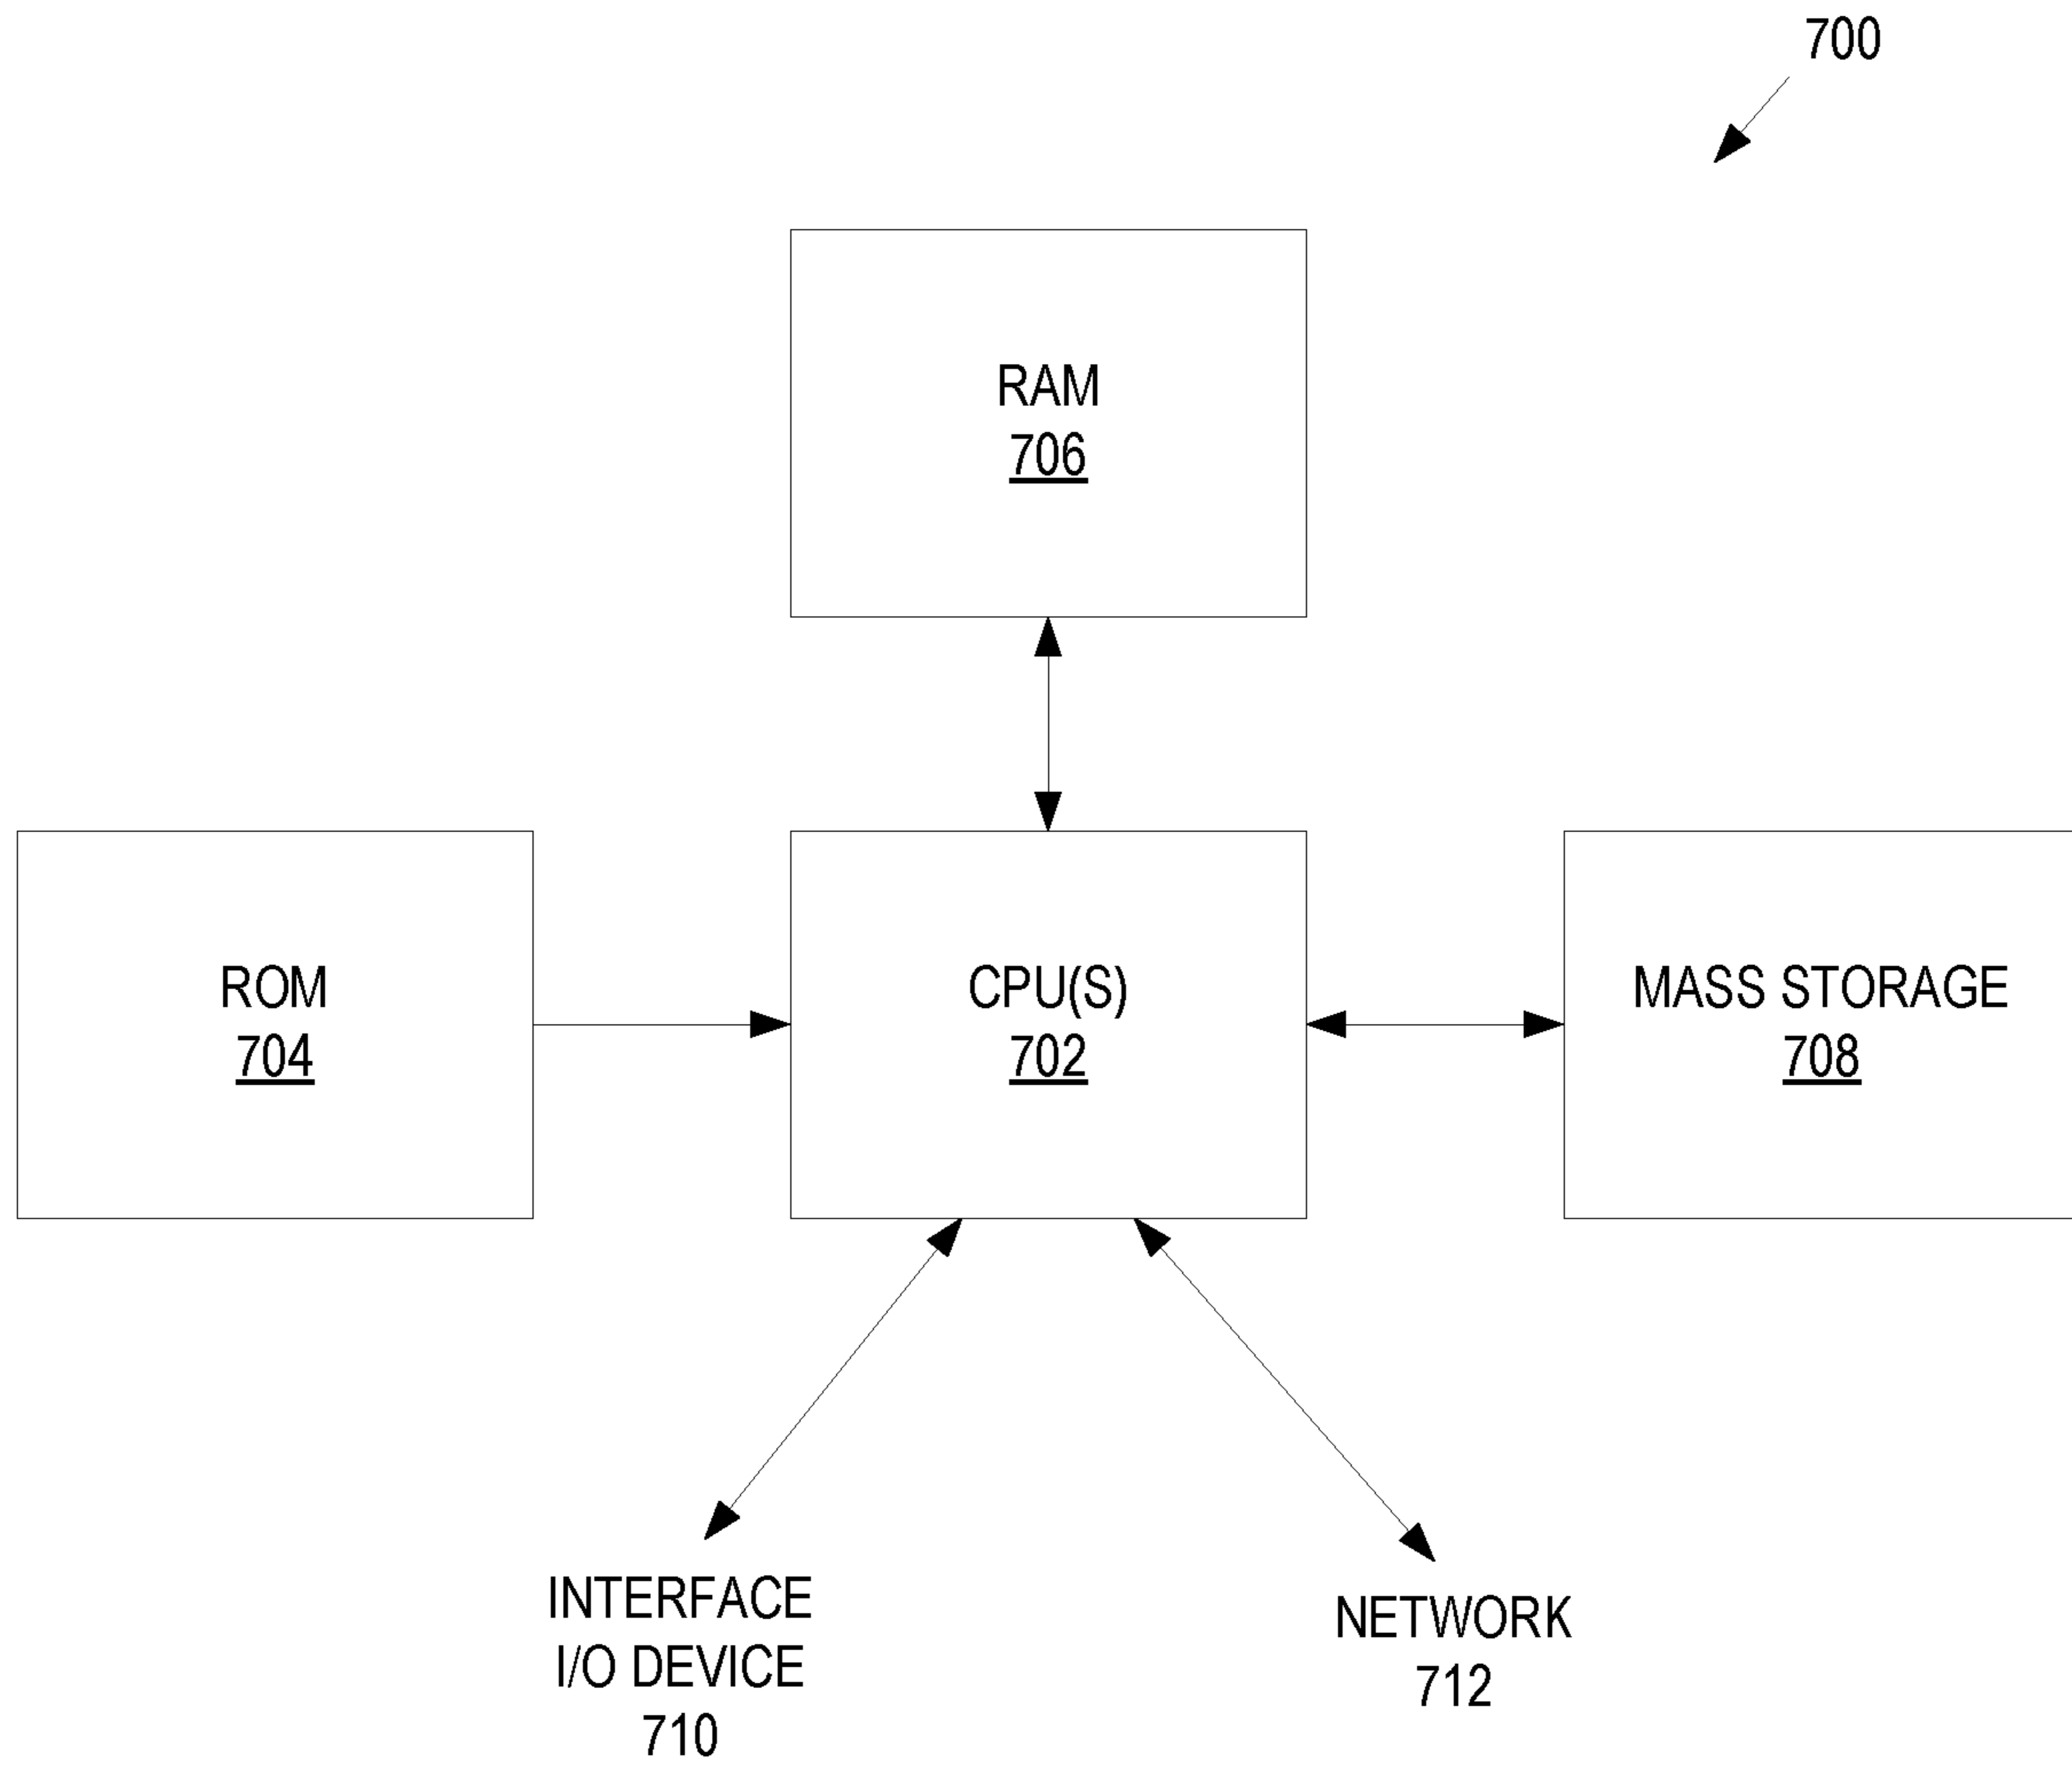 700
RAM
706
ROM
704
CPU(S)
702
MASS STORAGE
708
INTERFACE
I/O DEVICE
710
NETWORK
712